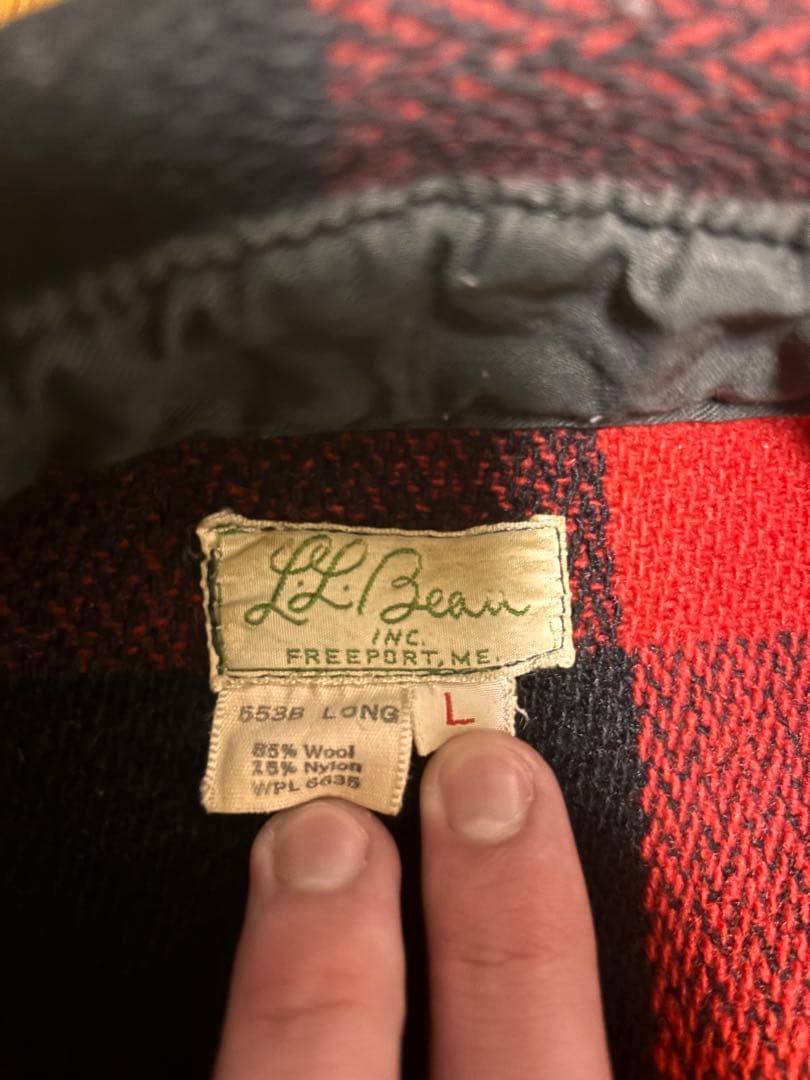 L.L.Bean
INC.
FREEPORT, ME.
553B LONG
L
85% Wool
15% Nylon
WPL 6635